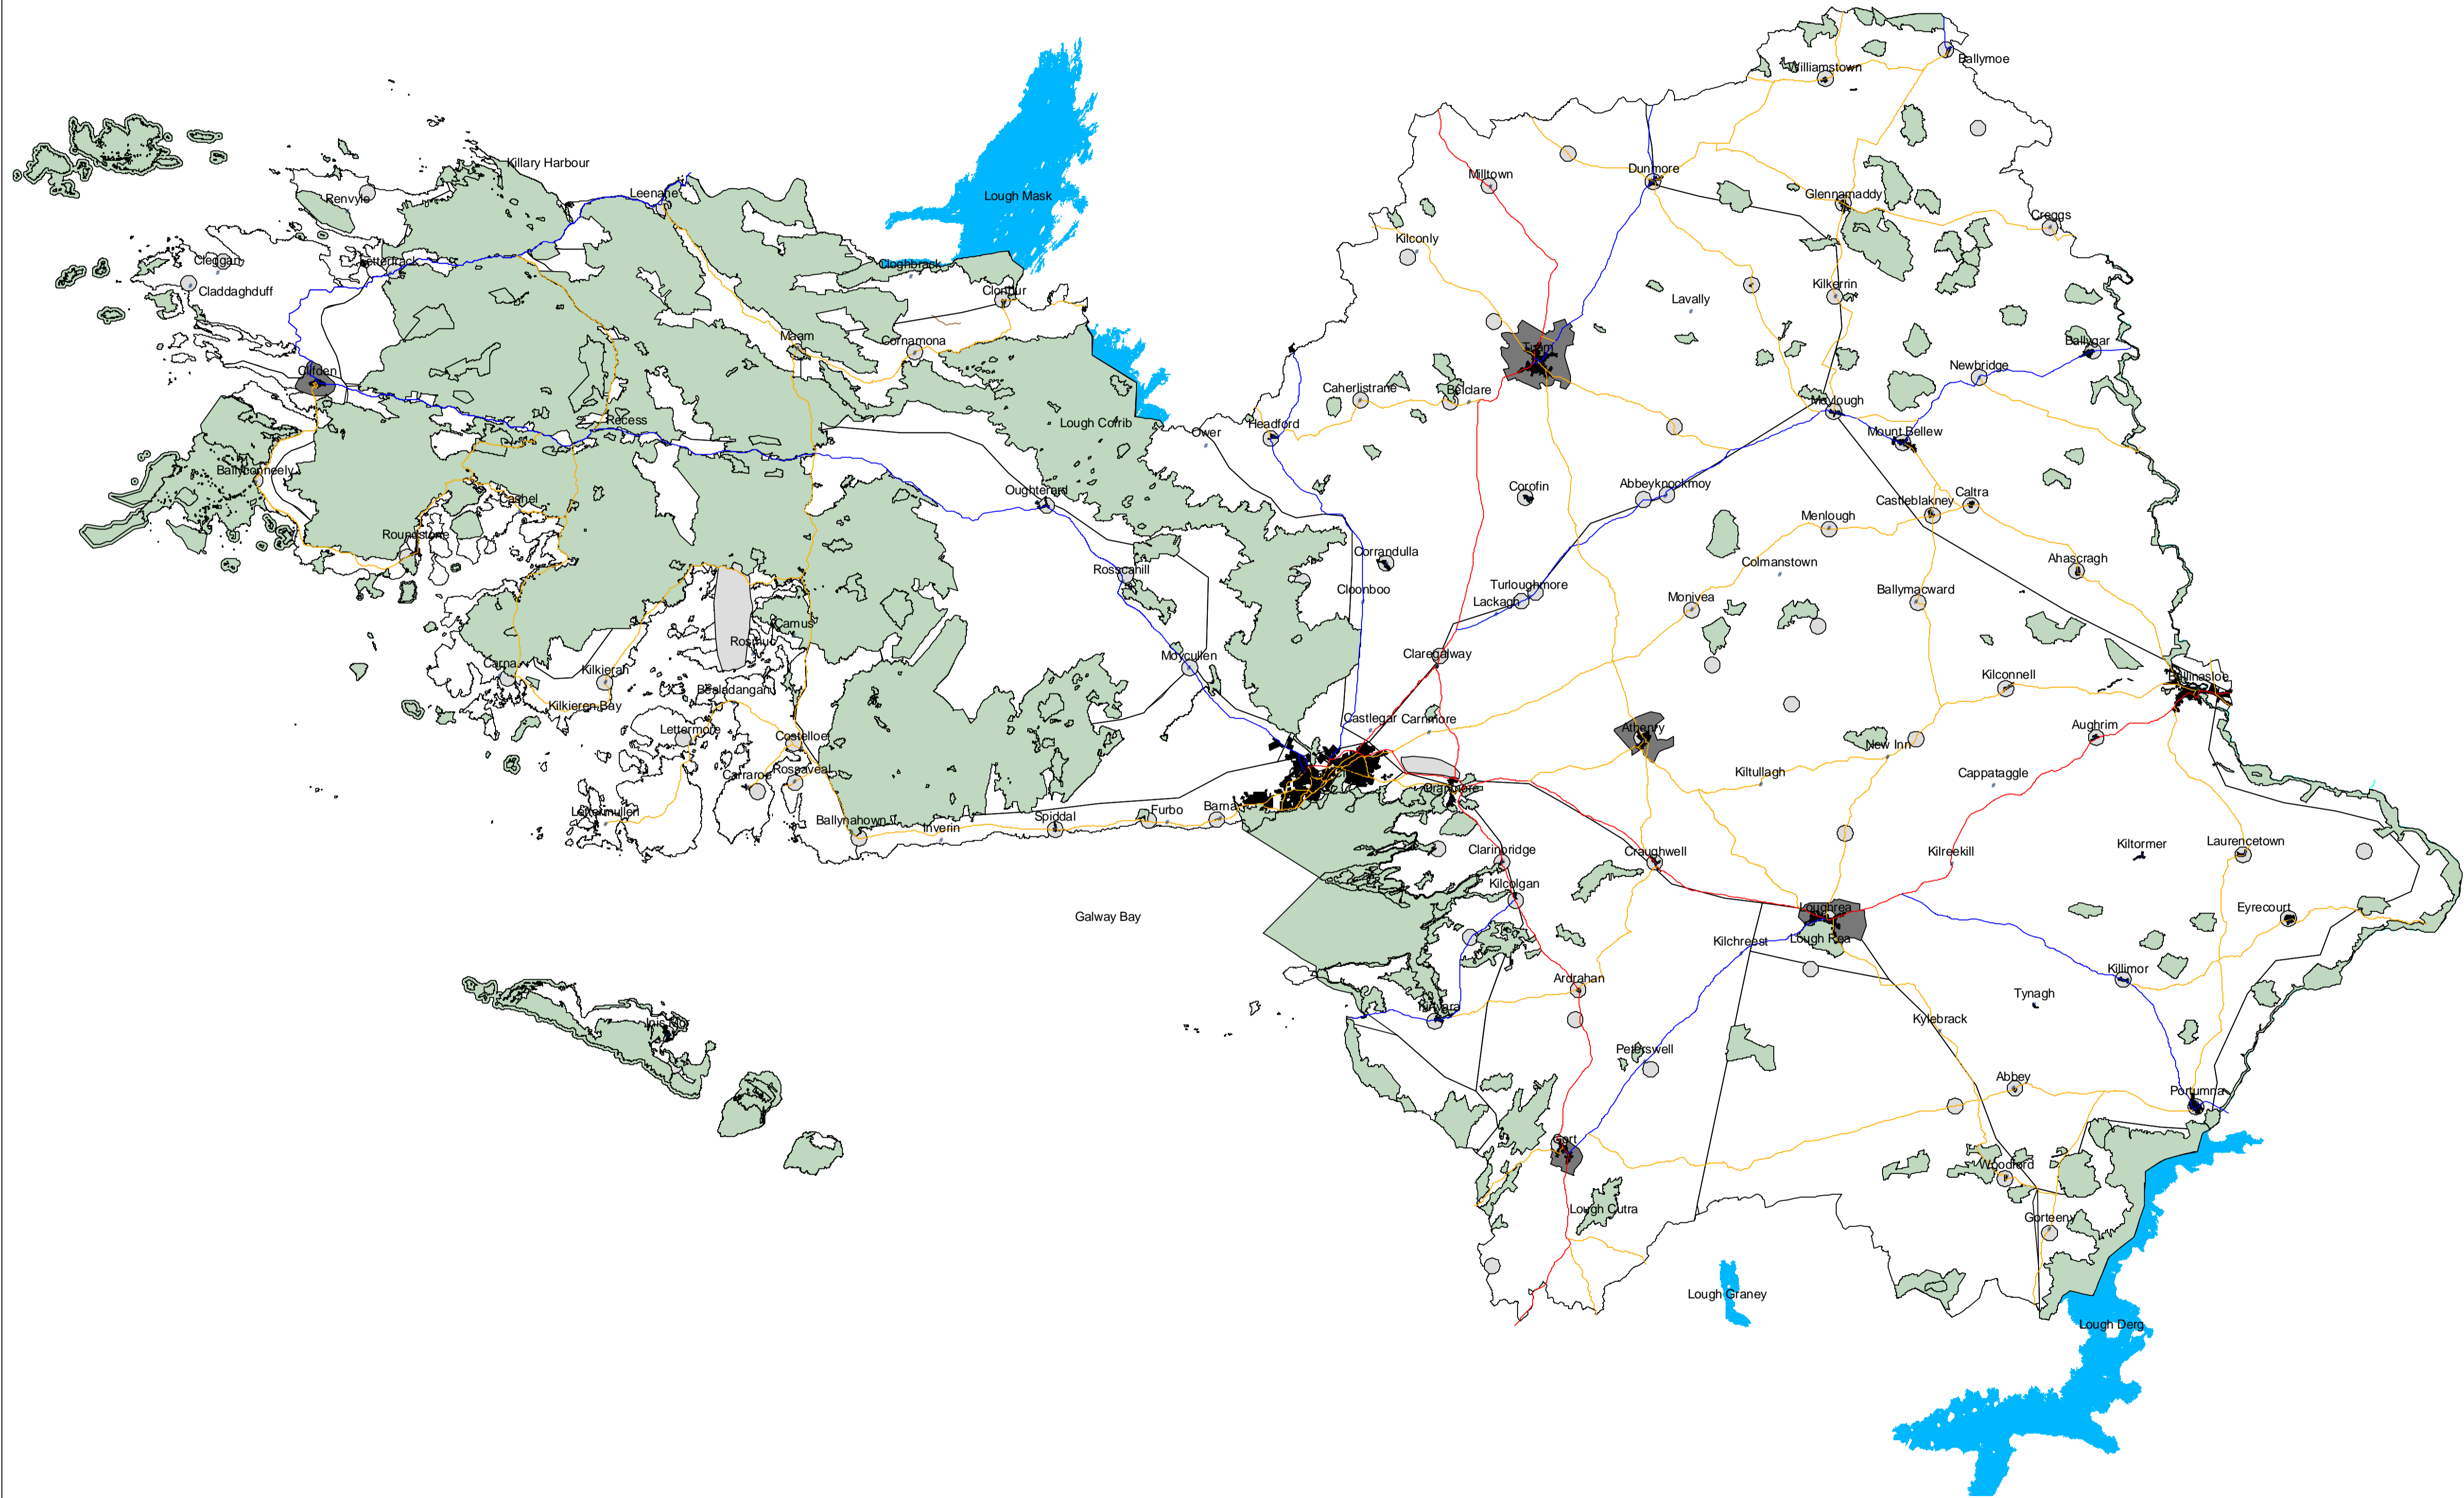 Ballymoe
Williamstown
Killary Harbour
Dunmore
Milltown
Leenane
Glennamaddy
Lough Mask
Renvyle
Creggs
Kilconly
Cleggan
Letterfrack
Cloghbrack
Kilkerrin
Claddaghduff
Clonbur
Lavally
Maam
Cornamona
Ballygar
Tuam
Newbridge
Clifden
Caherlistrane
Belclare
Moylough
Recess
Lough Corrib
Headford
Ower
Mount Bellew
Ballyconneely
Abbeyknockmoy
Corofin
Oughterard
Caltra
Cashel
Castleblakney
Menlough
Roundstone
Corrandulla
Ahascragh
Colmanstown
Rosscahill
Turloughmore
Cloonboo
Ballymacward
Monivea
Lackagh
Camus
Rosmuc
Claregalway
Moycullen
Carna
Kilkieran
Kilconnell
Ballinasloe
Bealadangan
Kilkieren Bay
Castlegar
Carnmore
Aughrim
Lettermore
Athenry
Costelloe
New Inn
Rossaveal
Carraroe
Kiltullagh
Cappataggle
Oranmore
Barna
Furbo
Lettermullen
Spiddal
Ballynahown
Inverin
Laurencetown
Kiltormer
Clarinbridge
Craughwell
Kilreekill
Kilcolgan
Loughrea
Eyrecourt
Galway Bay
Lough Rea
Kilchreest
Killimor
Ardrahan
Tynagh
Kinvara
Kylebrack
Inis Mor
Peterswell
Abbey
Portumna
Gort
Woodford
Lough Cutra
Gorteeny
Lough Graney
Lough Derg